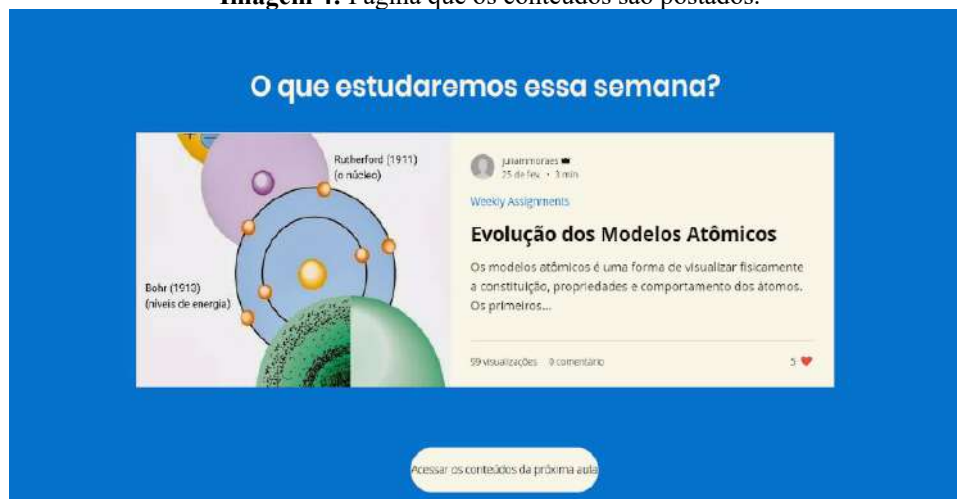 Imagem 4: Página que os conteúdos são postados.
O que estudaremos essa semana?
Rutherford (1911)
(o núcleo)
Bohr (1913)
(níveis de energia)
25 de fev. • 3 min
Weekly Assignments
Evolução dos Modelos Atômicos
Os modelos atômicos é uma forma de visualizar fisicamente
a constituição, propriedades e comportamento dos átomos.
Os primeiros...
99 visualizações 0 comentário
5
Acessar os conteúdos da próxima aula